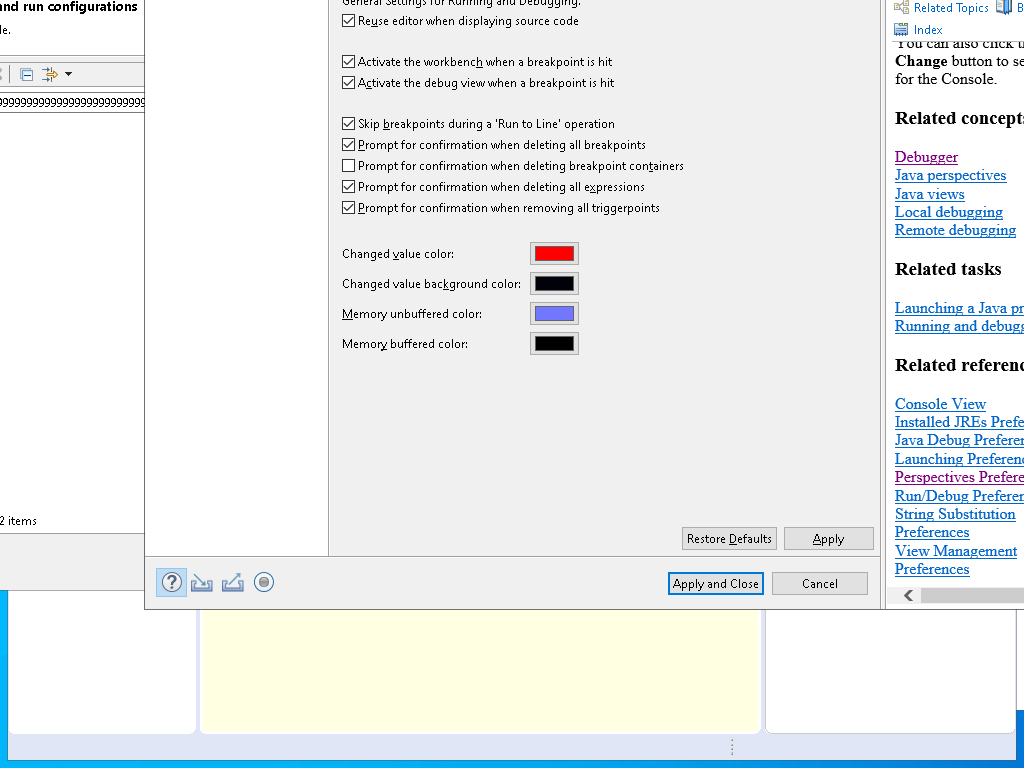 and run configurations
le.
2 items
General Settings for Running and Debugging.
Reuse editor when displaying source code
Activate the workbench when a breakpoint is hit
Activate the debug view when a breakpoint is hit
Skip breakpoints during a 'Run to Line' operation
Prompt for confirmation when deleting all breakpoints
Prompt for confirmation when deleting breakpoint containers
Prompt for confirmation when deleting all expressions
Prompt for confirmation when removing all triggerpoints
Changed value color:
Changed value background color:
Memory unbuffered color:
Memory buffered color:
Restore Defaults
Apply
Apply and Close
Cancel
Related Topics
B
Index
You can also click t
Change button to se
for the Console.
Related concepts
Debugger
Java perspectives
Java views
Local debugging
Remote debugging
Related tasks
Launching a Java pr
Running and debugg
Related referenc
Console View
Installed JREs Prefe
Java Debug Preferen
Launching Preferenc
Perspectives Prefere
Run/Debug Preferen
String Substitution
Preferences
View Management
Preferences